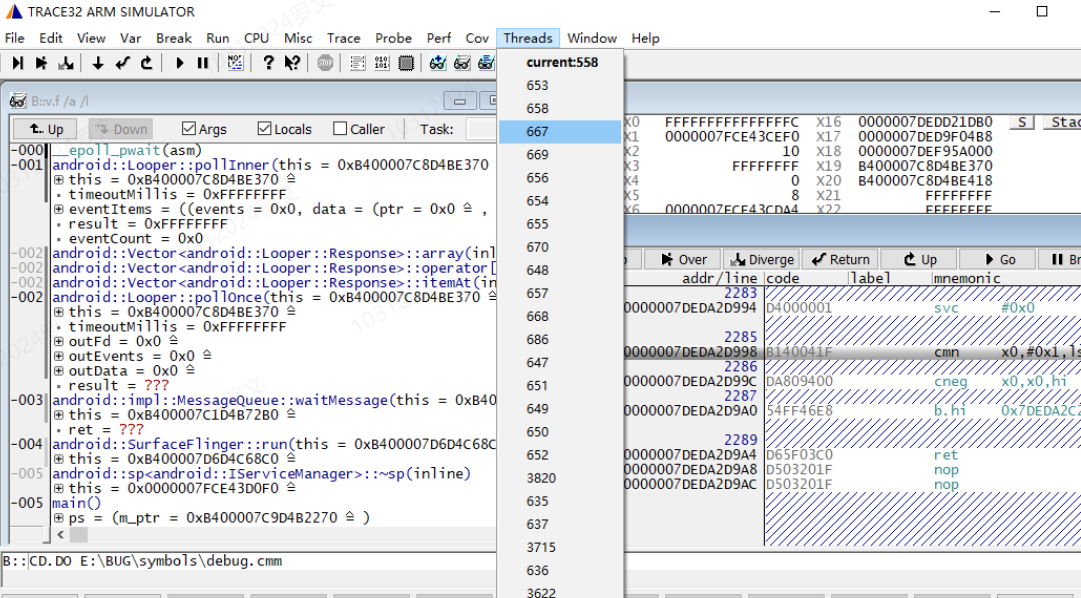 TRACE32 ARM SIMULATOR
File Edit View Var Break Run CPU Misc Trace Probe Perf Cov Threads Window Help
B::v.f /a /l
Up Down Args Locals Caller Task:
-000 __epoll_pwait(asm)
-001 android::Looper::pollInner(this = 0xB400007C8D4BE370
this = 0xB400007C8D4BE370
timeoutMillis = 0xFFFFFFFF
eventItems = ((events = 0x0, data = (ptr = 0x0 ,
result = 0xFFFFFFFF
eventCount = 0x0
-002 android::Vector<android::Looper::Response>::array(inl
-002 android::Vector<android::Looper::Response>::operator[
-002 android::Vector<android::Looper::Response>::itemAt(in
-002 android::Looper::pollOnce(this = 0xB400007C8D4BE370
this = 0xB400007C8D4BE370
timeoutMillis = 0xFFFFFFFF
outFd = 0x0
outEvents = 0x0
outData = 0x0
result = ???
-003 android::impl::MessageQueue::waitMessage(this = 0xB40
this = 0xB400007C1D4B72B0
ret = ???
-004 android::SurfaceFlinger::run(this = 0xB400007D6D4C68C
this = 0xB400007D6D4C68C0
-005 android::sp<android::IServiceManager>::~sp(inline)
this = 0x0000007FCE43D0F0
-005 main()
ps = (m_ptr = 0xB400007C9D4B2270 )
B::CD.DO E:\BUG\symbols\debug.cmm
current:558
653
658
667
669
656
654
655
670
648
657
668
686
647
651
649
650
652
3820
635
637
3715
636
3622
X0 FFFFFFFFFFFFFFFC X16 0000007DEDD21DB0 S Stac
X1 0000007FCE43CEF0 X17 0000007DED9F04B8
X2 10 X18 0000007DEF95A000
X3 FFFFFFFF X19 B400007C8D4BE370
X4 0 X20 B400007C8D4BE418
X5 8 X21 FFFFFFFF
X6 0000007FCE43CDA4 X22 FFFFFFFF
Over Diverge Return Up Go Br
addr/line code label mnemonic
2283
0000007DEDA2D994 D4000001 svc #0x0
2285
0000007DEDA2D998 B140041F cmn x0,#0x1,ls
2286
0000007DEDA2D99C DA809400 cneg x0,x0,hi
2287
0000007DEDA2D9A0 54FF46E8 b.hi 0x7DEDA2C2
2289
0000007DEDA2D9A4 D65F03C0 ret
0000007DEDA2D9A8 D503201F nop
0000007DEDA2D9AC D503201F nop